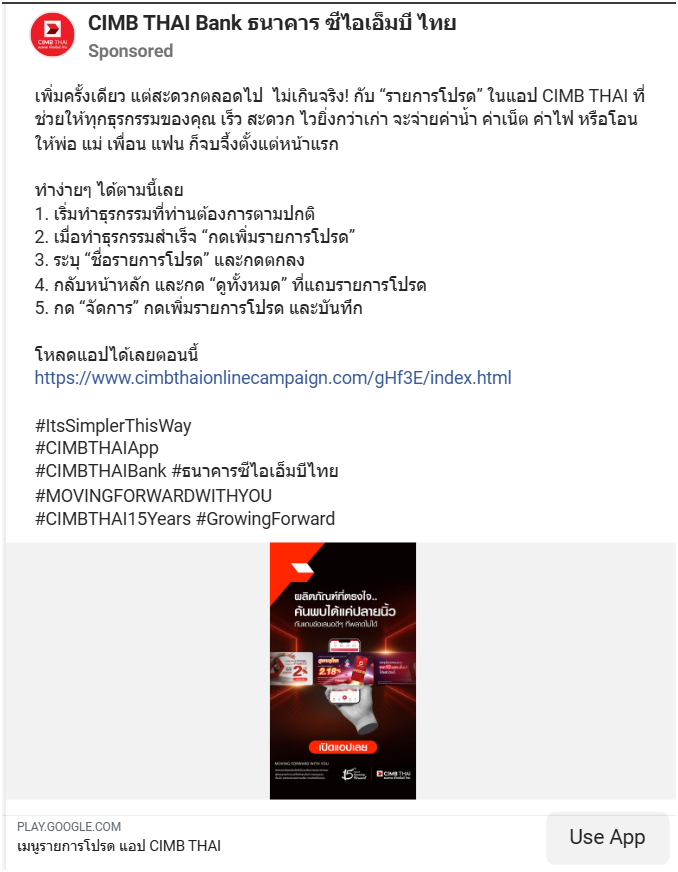 CIMB THAI Bank ธนาคาร ซีไอเอ็มบี ไทย
Sponsored
เพิ่มครั้งเดียว แต่สะดวกตลอดไป ไม่เกินจริง! กับ “รายการโปรด” ในแอป CIMB THAI ที่
ช่วยให้ทุกธุรกรรมของคุณ เร็ว สะดวก ไวยิ่งกว่าเก่า จะจ่ายค่าน้ำ ค่าเน็ต ค่าไฟ หรือโอน
ให้พ่อ แม่ เพื่อน แฟน ก็จบจึ้งตั้งแต่หน้าแรก
ทำง่ายๆ ได้ตามนี้เลย
1. เริ่มทำธุรกรรมที่ท่านต้องการตามปกติ
2. เมื่อทำธุรกรรมสำเร็จ “กดเพิ่มรายการโปรด”
3. ระบุ “ชื่อรายการโปรด” และกดตกลง
4. กลับหน้าหลัก และกด “ดูทั้งหมด” ที่แถบรายการโปรด
5. กด “จัดการ” กดเพิ่มรายการโปรด และบันทึก
โหลดแอปได้เลยตอนนี้
https://www.cimbthaionlinecampaign.com/gHf3E/index.html
#ItsSimplerThisWay
#CIMBTHAIApp
#CIMBTHAIBank #ธนาคารซีไอเอ็มบีไทย
#MOVINGFORWARDWITHYOU
#CIMBTHAI15Years #GrowingForward
ผลิตภัณฑ์ที่ตรงใจ..
ค้นพบได้แค่ปลายนิ้ว
กับแคมเปญดีๆ ที่พลาดไม่ได้
2%
2.18%
เปิดแอปเลย
MOVING FORWARD WITH YOU
15
CIMB THAI
PLAY.GOOGLE.COM
เมนูรายการโปรด แอป CIMB THAI
Use App